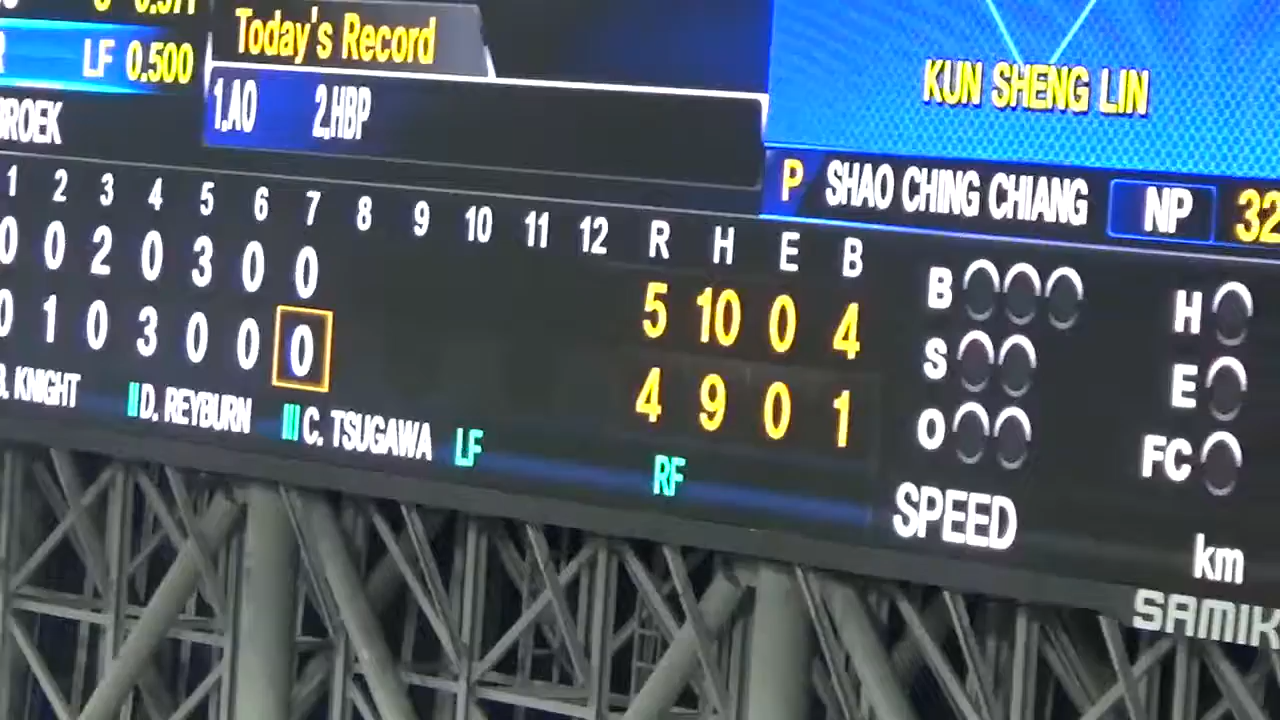 LF 0.500
Today's Record
1.AO 2.HBP
KUN SHENG LIN
P SHAO CHING CHIANG NP 32
1 2 3 4 5 6 7 8 9 10 11 12 R H E B
0 0 2 0 3 0 0 5 10 0 4
0 1 0 3 0 0 0 4 9 0 1
B. KNIGHT II D. REYBURN III C. TSUGAWA LF RF
B H
S E
O FC
SPEED km